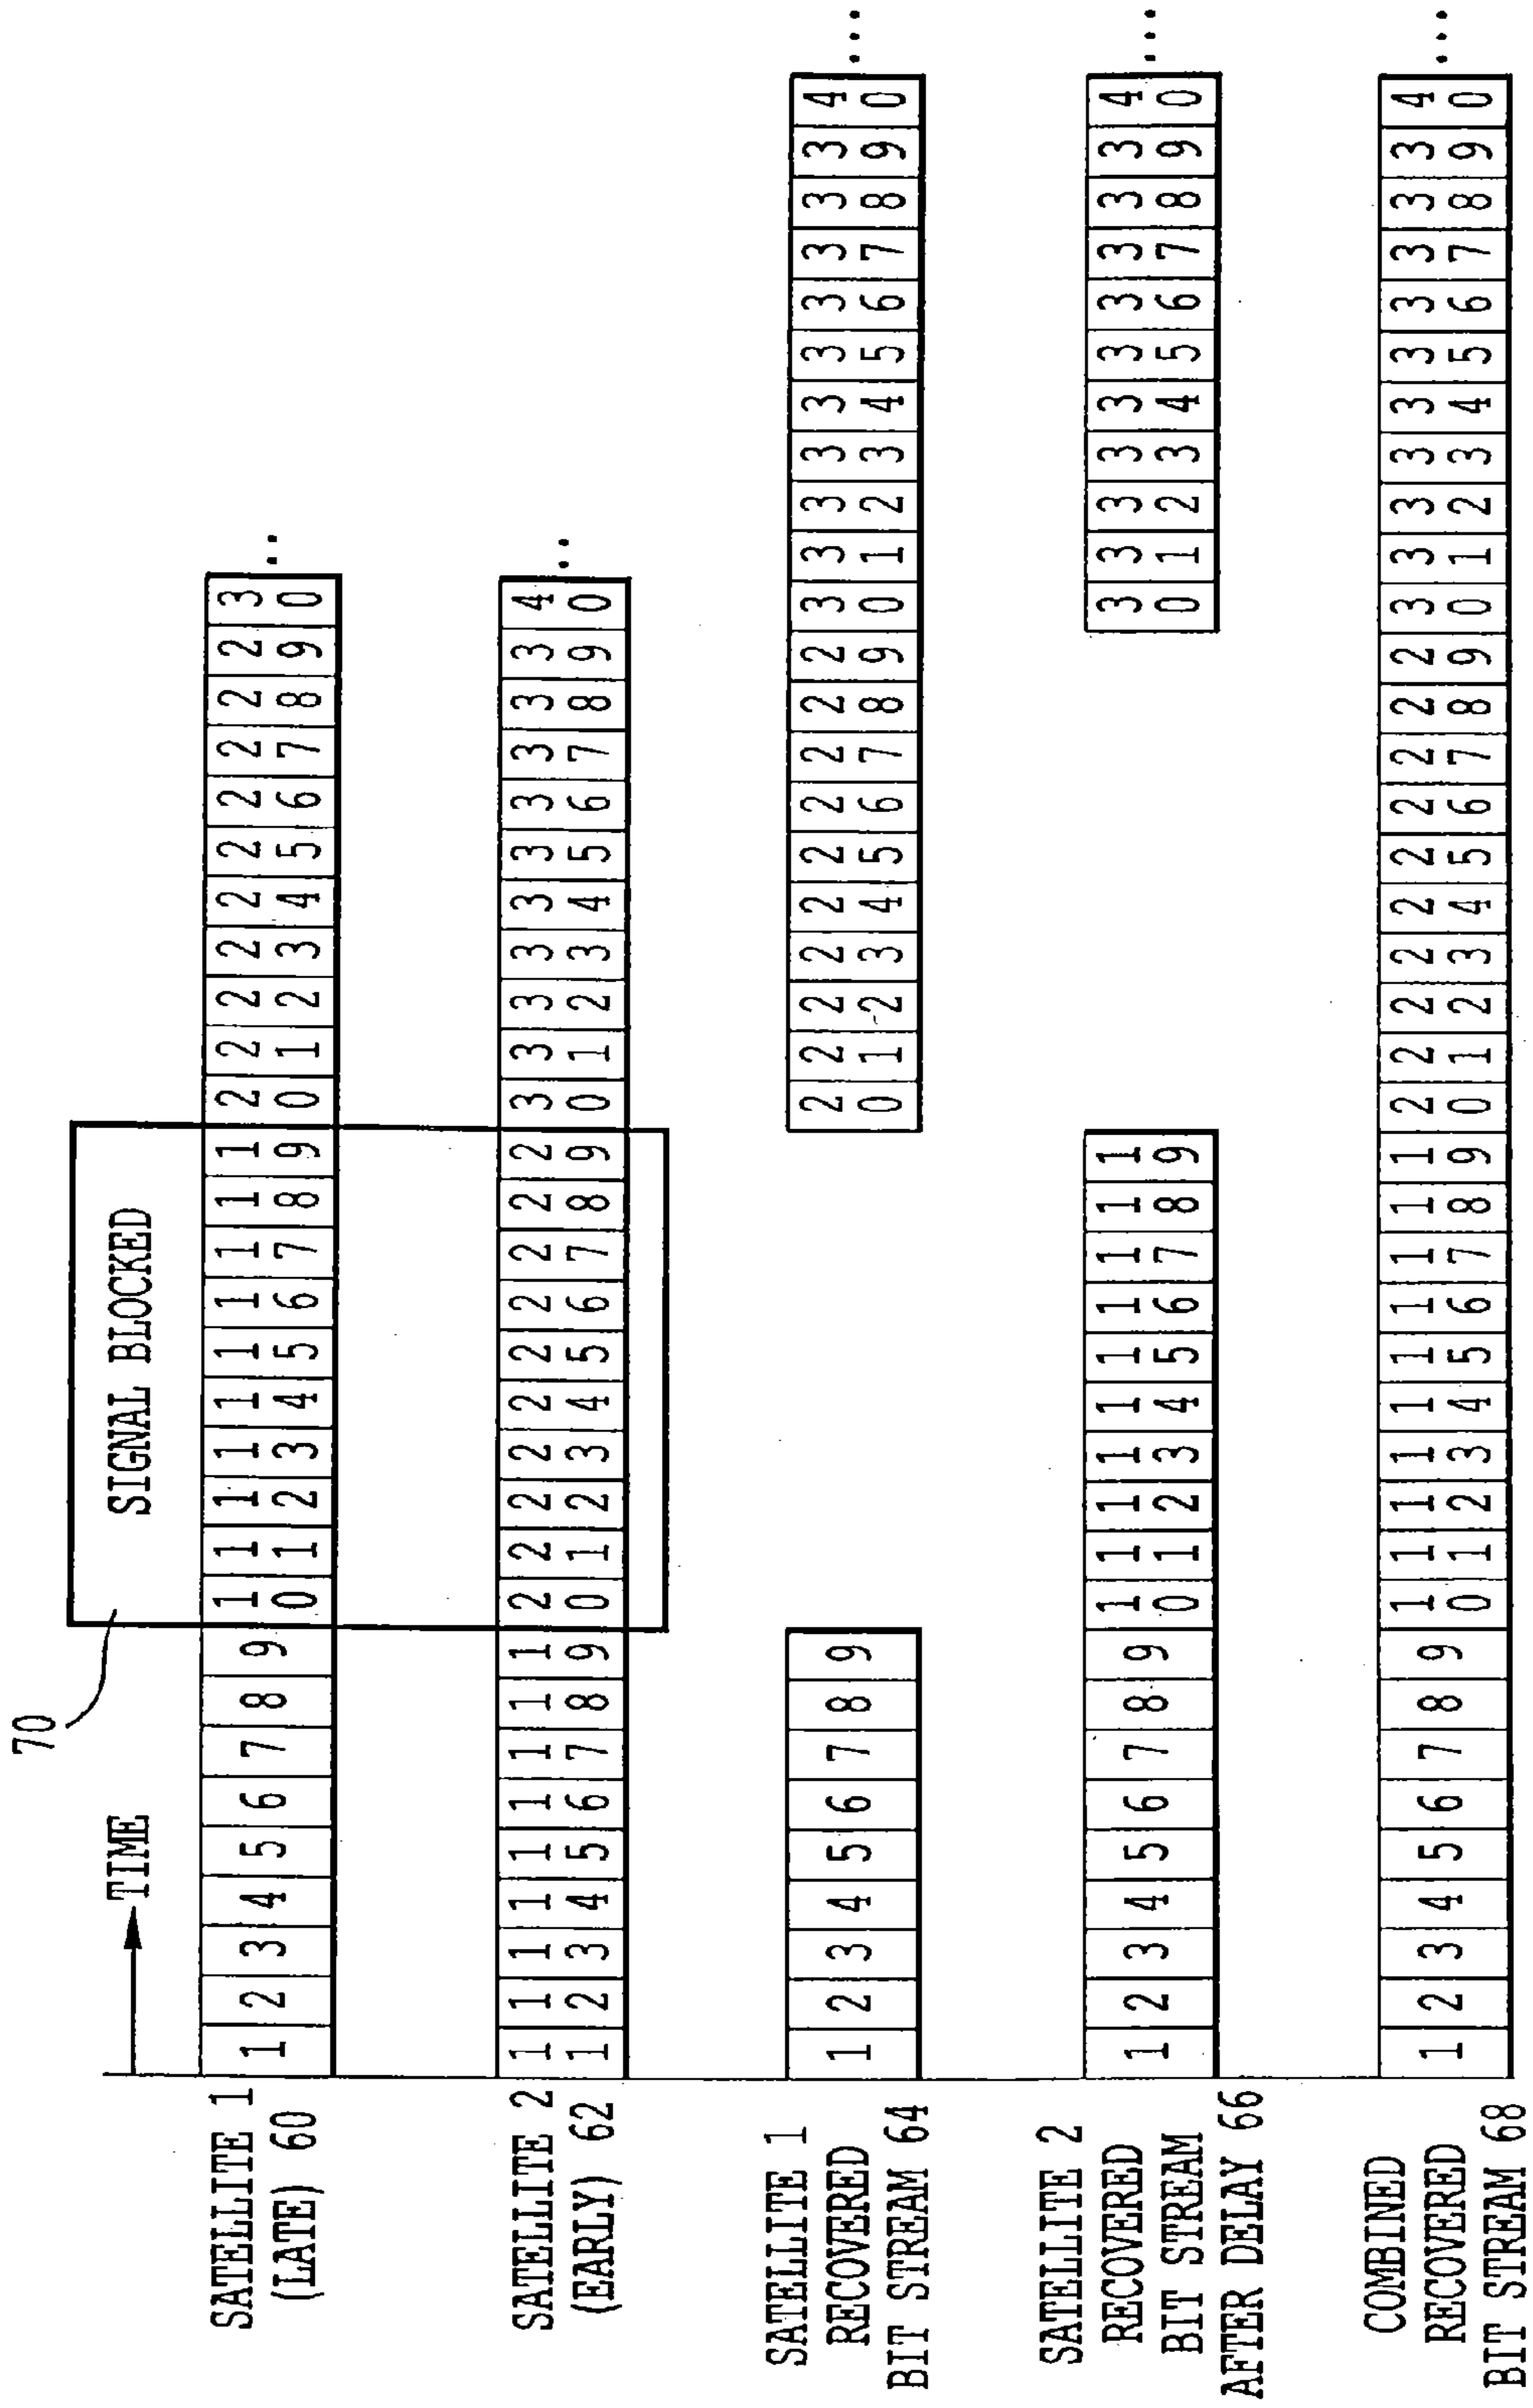 70
TIME
SIGNAL BLOCKED
SATELLITE 1
(LATE) 60
1 2 3 4 5 6 7 8 9 10 11 12 13 14 15 16 17 18 19 20 21 22 23 24 25 26 27 28 29 30 ..
SATELLITE 2
(EARLY) 62
11 12 13 14 15 16 17 18 19 20 21 22 23 24 25 26 27 28 29 30 31 32 33 34 35 36 37 38 39 40 ..
SATELLITE 1
RECOVERED
BIT STREAM 64
1 2 3 4 5 6 7 8 9 20 21 22 23 24 25 26 27 28 29 30 31 32 33 34 35 36 37 38 39 40 ...
SATELLITE 2
RECOVERED
BIT STREAM
AFTER DELAY 66
1 2 3 4 5 6 7 8 9 10 11 12 13 14 15 16 17 18 19 30 31 32 33 34 35 36 37 38 39 40 ...
COMBINED
RECOVERED
BIT STREAM 68
1 2 3 4 5 6 7 8 9 10 11 12 13 14 15 16 17 18 19 20 21 22 23 24 25 26 27 28 29 30 31 32 33 34 35 36 37 38 39 40 ...